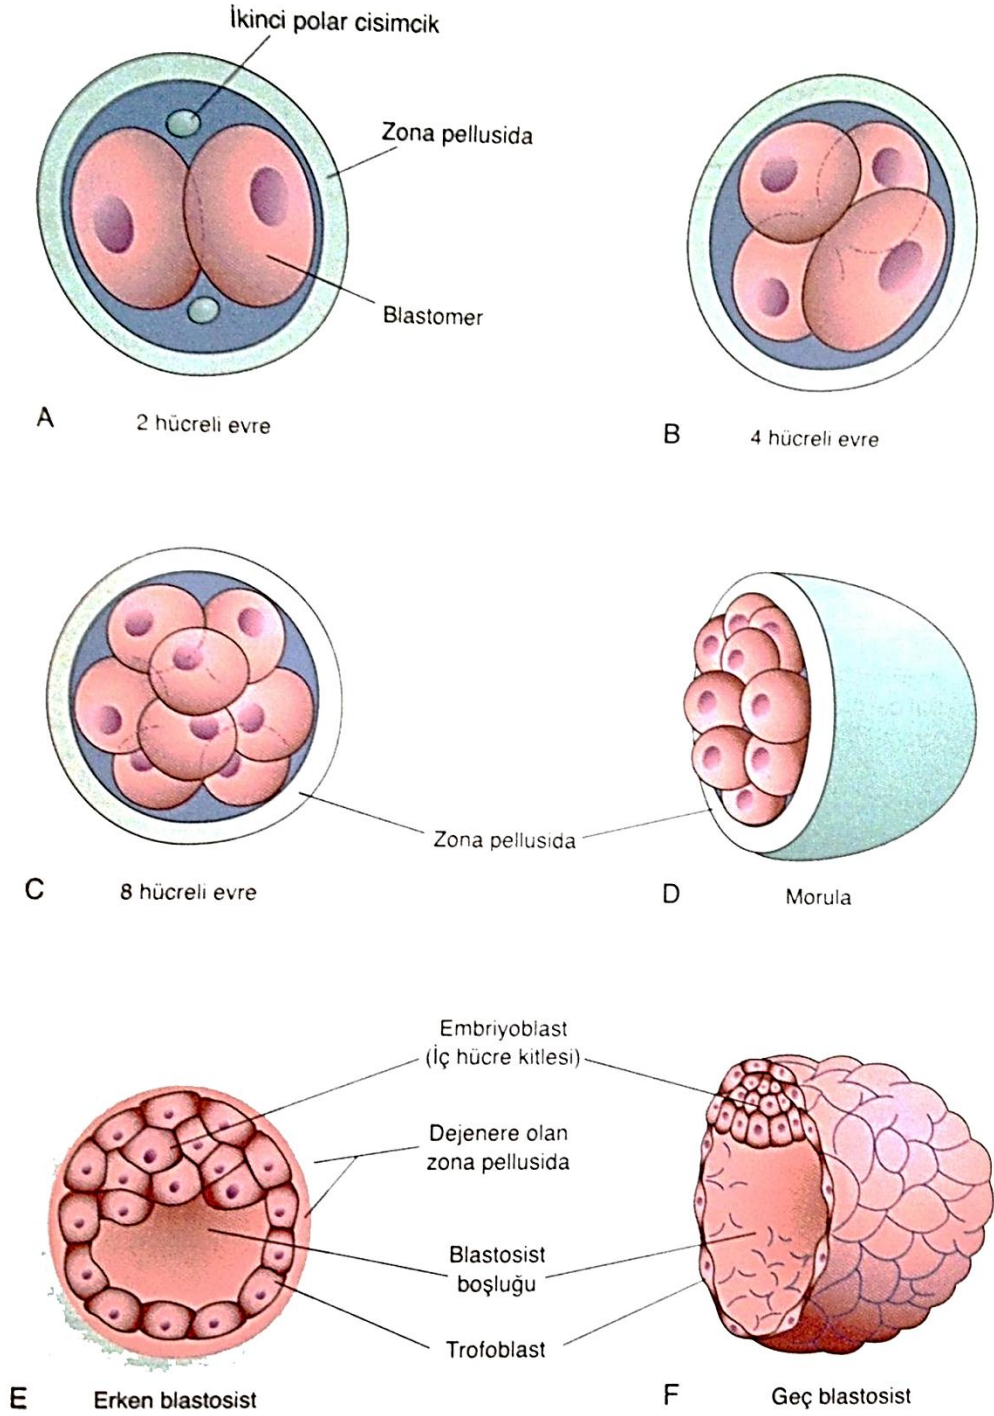 İkinci polar cisimcik
Zona pellusida
Blastomer
A
2 hücreli evre
B
4 hücreli evre
Zona pellusida
C
8 hücreli evre
D
Morula
Embriyoblast
(İç hücre kitlesi)
Dejenere olan
zona pellusida
Blastosist
boşluğu
Trofoblast
E
Erken blastosist
F
Geç blastosist